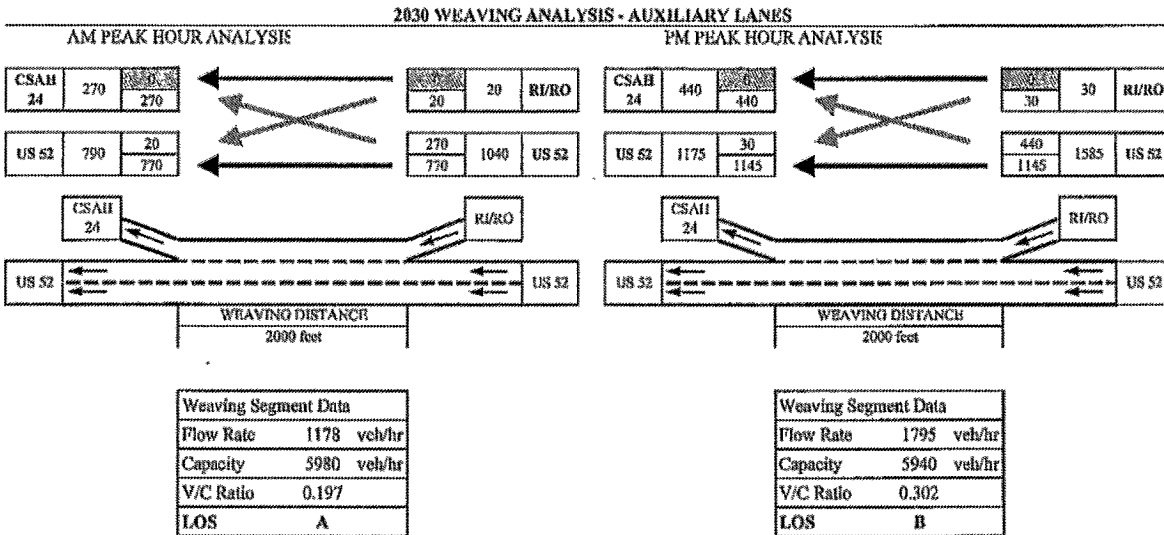 2030 WEAVING ANALYSIS - AUXILIARY LANES
AM PEAK HOUR ANALYSIS
CSAH 24 270 0 270
0 20 20 RI/RO
US 52 790 20 770
270 770 1040 US 52
CSAH 24
RI/RO
US 52
US 52
WEAVING DISTANCE
2000 feet
Weaving Segment Data
Flow Rate 1178 veh/hr
Capacity 5980 veh/hr
V/C Ratio 0.197
LOS A
PM PEAK HOUR ANALYSIS
CSAH 24 440 0 440
0 30 30 RI/RO
US 52 1175 30 1145
440 1145 1585 US 52
CSAH 24
RI/RO
US 52
US 52
WEAVING DISTANCE
2000 feet
Weaving Segment Data
Flow Rate 1795 veh/hr
Capacity 5940 veh/hr
V/C Ratio 0.302
LOS B